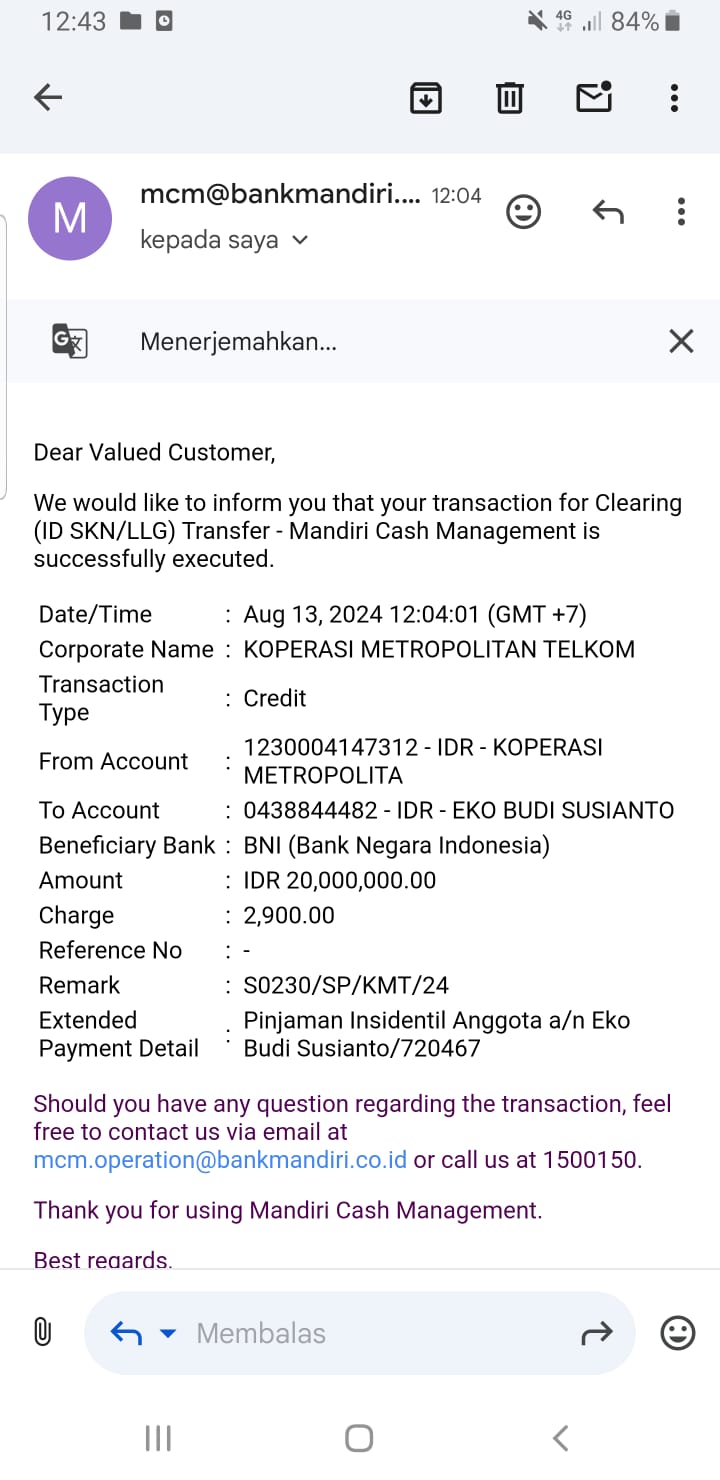 12:43
4G
84%
M
mcm@bankmandiri.... 12:04
kepada saya
G
Menerjemahkan...
Dear Valued Customer,
We would like to inform you that your transaction for Clearing
(ID SKN/LLG) Transfer - Mandiri Cash Management is
successfully executed.
Date/Time : Aug 13, 2024 12:04:01 (GMT +7)
Corporate Name : KOPERASI METROPOLITAN TELKOM
Transaction
Type : Credit
From Account : 1230004147312 - IDR - KOPERASI
METROPOLITA
To Account : 0438844482 - IDR - EKO BUDI SUSIANTO
Beneficiary Bank : BNI (Bank Negara Indonesia)
Amount : IDR 20,000,000.00
Charge : 2,900.00
Reference No : -
Remark : S0230/SP/KMT/24
Extended
Payment Detail : Pinjaman Insidentil Anggota a/n Eko
Budi Susianto/720467
Should you have any question regarding the transaction, feel
free to contact us via email at
mcm.operation@bankmandiri.co.id or call us at 1500150.
Thank you for using Mandiri Cash Management.
Best regards,
Membalas